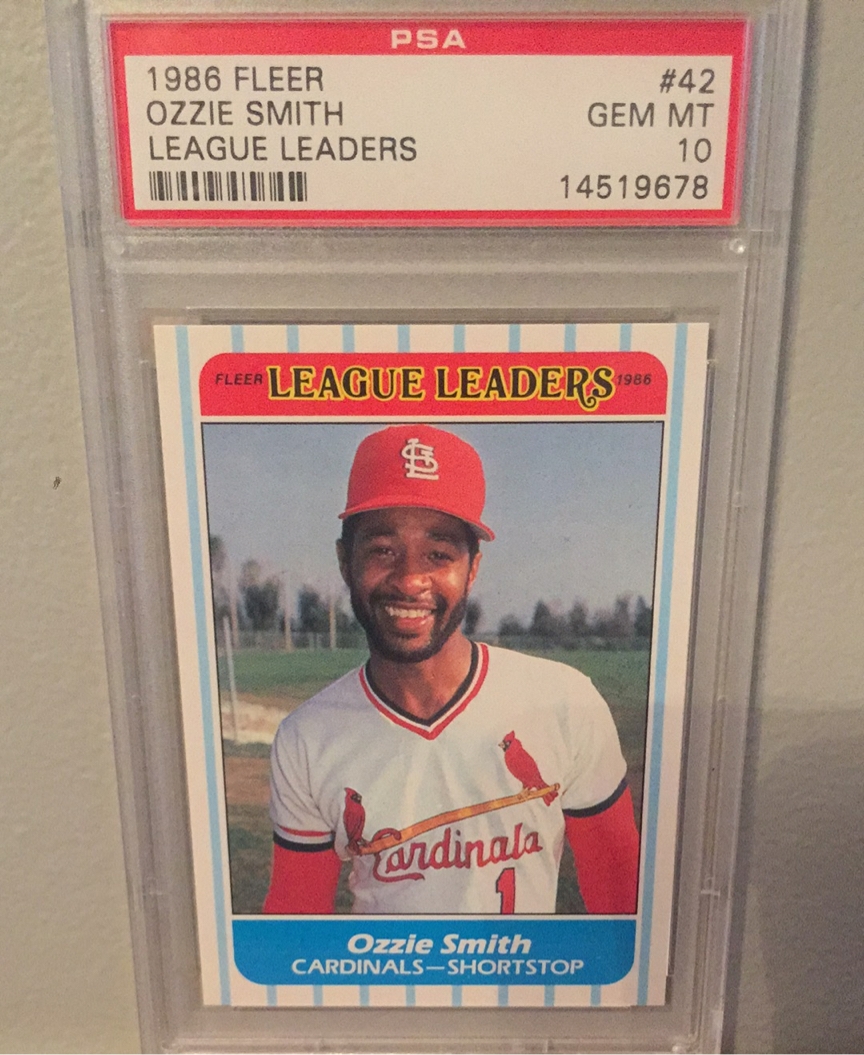 PSA
1986 FLEER #42
OZZIE SMITH GEM MT
LEAGUE LEADERS 10
14519678
FLEER LEAGUE LEADERS 1986
STL
Cardinals
1
Ozzie Smith
CARDINALS—SHORTSTOP